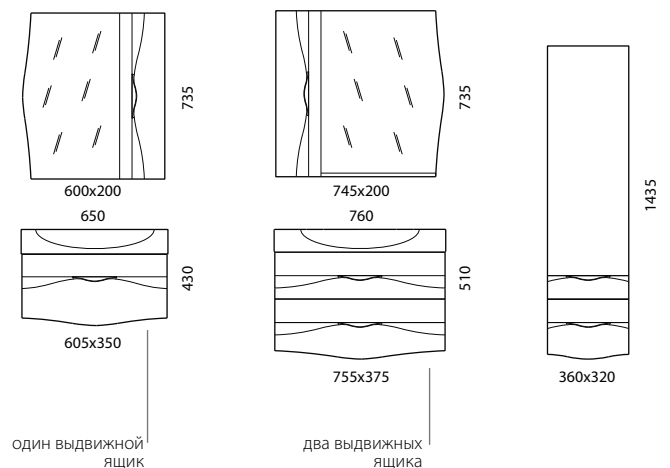 735
600x200
650
430
605x350
один выдвижной
ящик
735
745x200
760
510
755x375
два выдвижных
ящика
1435
360x320